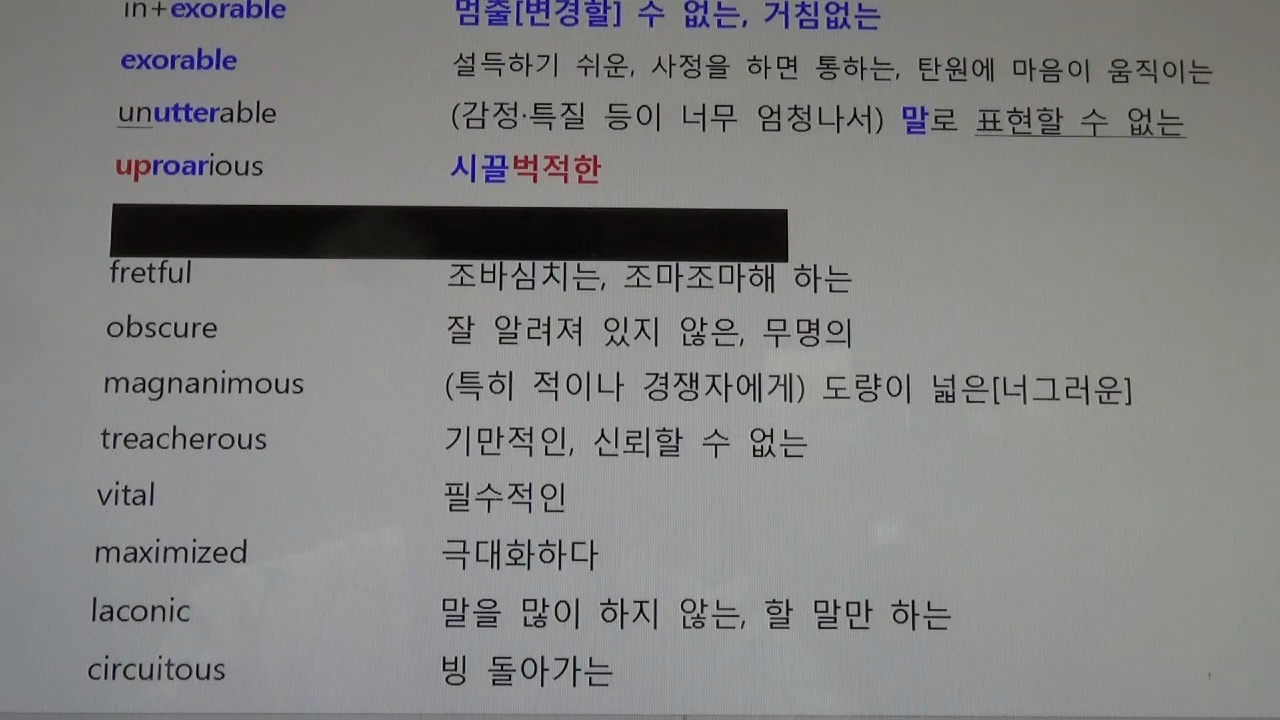 in+exorable 멈출[변경할] 수 없는, 거침없는
exorable 설득하기 쉬운, 사정을 하면 통하는, 탄원에 마음이 움직이는
unutterable (감정·특질 등이 너무 엄청나서) 말로 표현할 수 없는
uproarious 시끌벅적한
fretful 조바심치는, 조마조마해 하는
obscure 잘 알려져 있지 않은, 무명의
magnanimous (특히 적이나 경쟁자에게) 도량이 넓은[너그러운]
treacherous 기만적인, 신뢰할 수 없는
vital 필수적인
maximized 극대화하다
laconic 말을 많이 하지 않는, 할 말만 하는
circuitous 빙 돌아가는